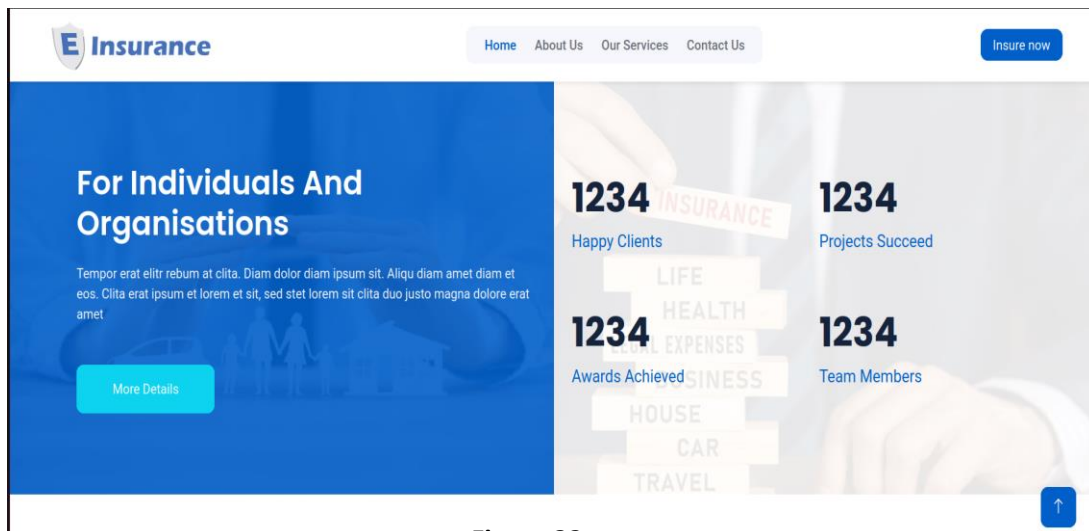 E Insurance
Home About Us Our Services Contact Us
Insure now
For Individuals And
Organisations
Tempor erat elitr rebum at clita. Diam dolor diam ipsum sit. Aliqu diam amet diam et
eos. Clita erat ipsum et lorem et sit, sed stet lorem sit clita duo justo magna dolore erat
amet
More Details
1234
Happy Clients
1234
Projects Succeed
1234
Awards Achieved
1234
Team Members
INSURANCE
LIFE
HEALTH
LEGAL EXPENSES
BUSINESS
HOUSE
CAR
TRAVEL